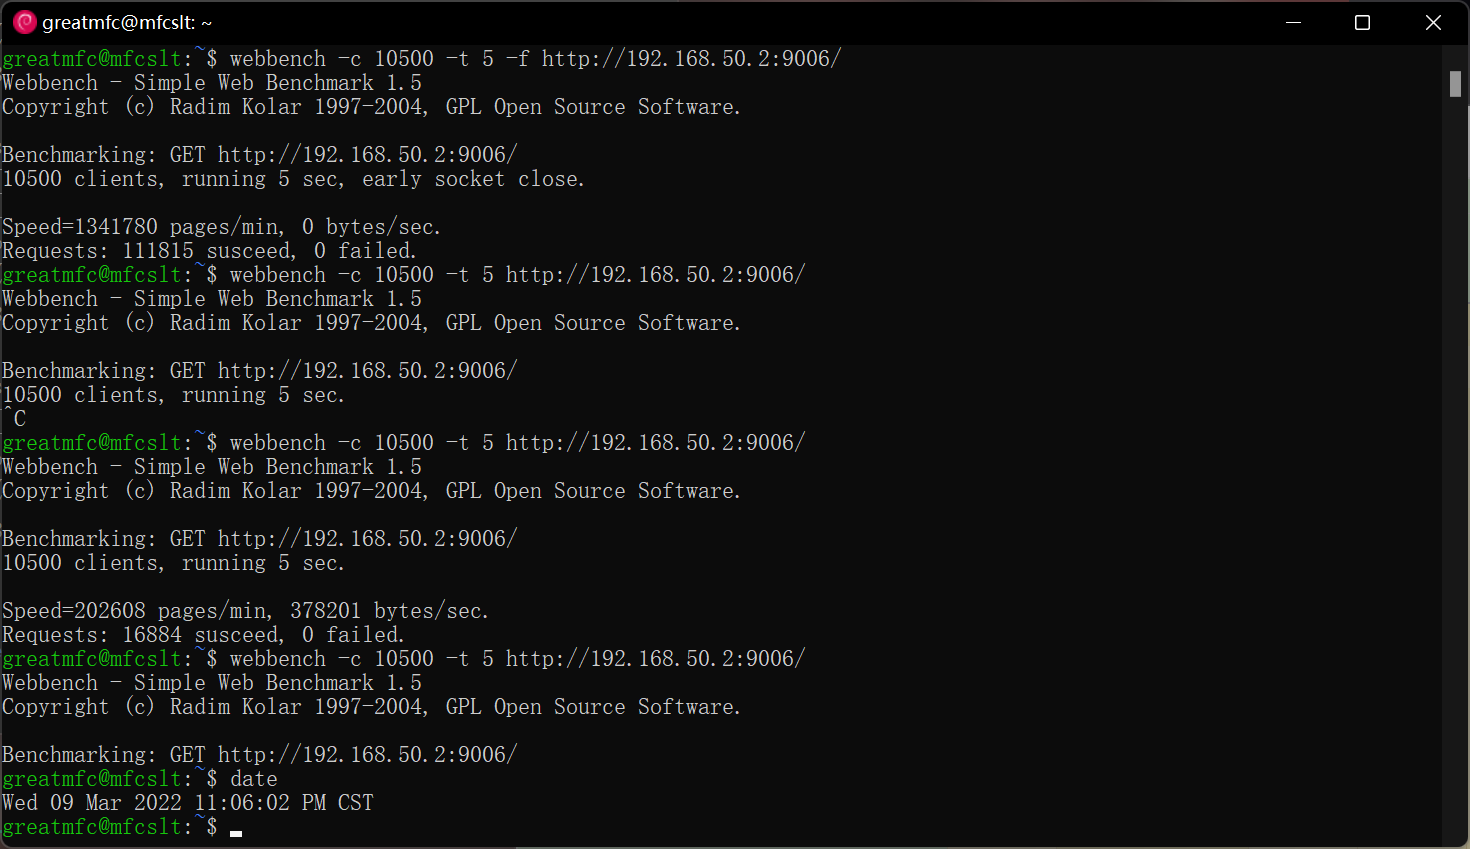 greatmfc@mfcslt: ~
greatmfc@mfcslt:~$ webbench -c 10500 -t 5 -f http://192.168.50.2:9006/
Webbench - Simple Web Benchmark 1.5
Copyright (c) Radim Kolar 1997-2004, GPL Open Source Software.
Benchmarking: GET http://192.168.50.2:9006/
10500 clients, running 5 sec, early socket close.
Speed=1341780 pages/min, 0 bytes/sec.
Requests: 111815 susceed, 0 failed.
greatmfc@mfcslt:~$ webbench -c 10500 -t 5 http://192.168.50.2:9006/
Webbench - Simple Web Benchmark 1.5
Copyright (c) Radim Kolar 1997-2004, GPL Open Source Software.
Benchmarking: GET http://192.168.50.2:9006/
10500 clients, running 5 sec.
^C
greatmfc@mfcslt:~$ webbench -c 10500 -t 5 http://192.168.50.2:9006/
Webbench - Simple Web Benchmark 1.5
Copyright (c) Radim Kolar 1997-2004, GPL Open Source Software.
Benchmarking: GET http://192.168.50.2:9006/
10500 clients, running 5 sec.
Speed=202608 pages/min, 378201 bytes/sec.
Requests: 16884 susceed, 0 failed.
greatmfc@mfcslt:~$ webbench -c 10500 -t 5 http://192.168.50.2:9006/
Webbench - Simple Web Benchmark 1.5
Copyright (c) Radim Kolar 1997-2004, GPL Open Source Software.
Benchmarking: GET http://192.168.50.2:9006/
greatmfc@mfcslt:~$ date
Wed 09 Mar 2022 11:06:02 PM CST
greatmfc@mfcslt:~$